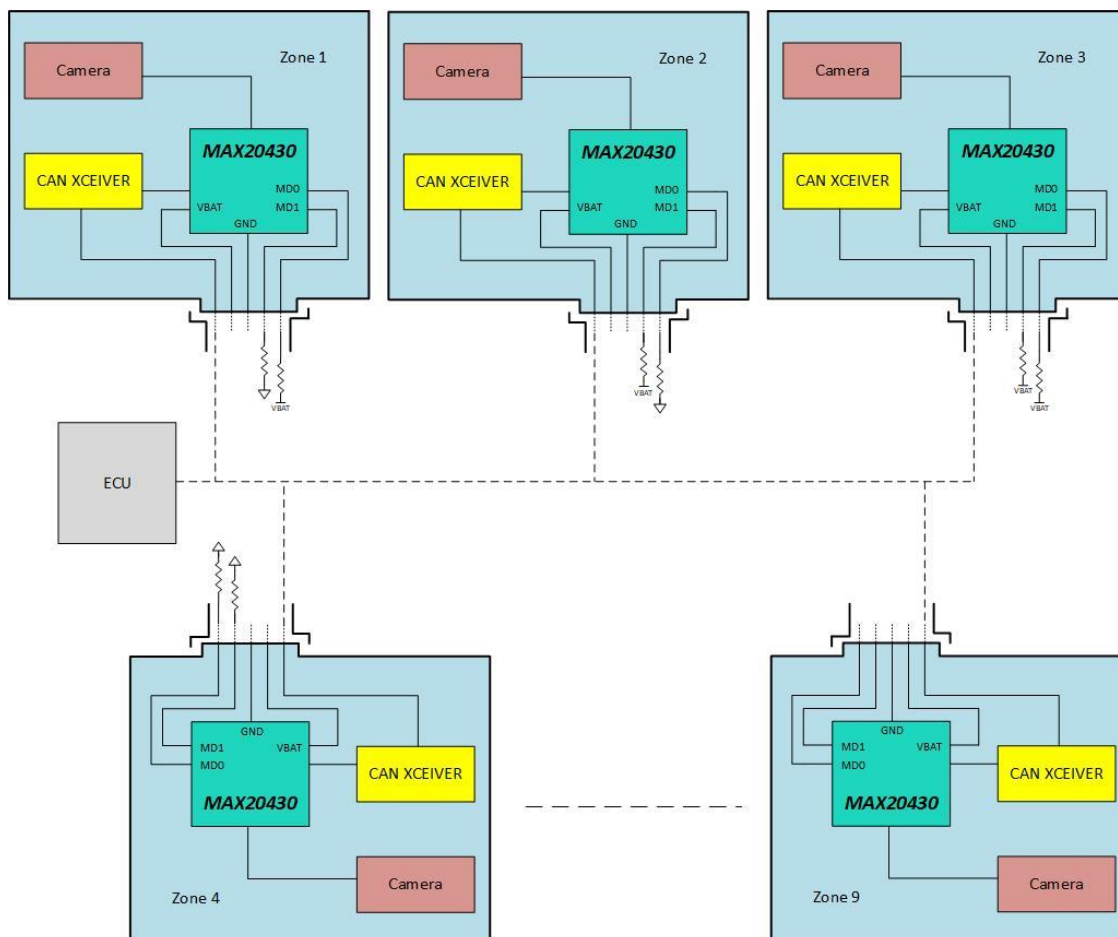 Zone 1
Camera
MAX20430
CAN XCEIVER
MD0
VBAT
MD1
GND
VBAT
Zone 2
Camera
MAX20430
CAN XCEIVER
MD0
VBAT
MD1
GND
VBAT
Zone 3
Camera
MAX20430
CAN XCEIVER
MD0
VBAT
MD1
GND
VBAT
VBAT
ECU
GND
MD1
VBAT
MD0
CAN XCEIVER
MAX20430
Camera
Zone 4
GND
MD1
VBAT
MD0
CAN XCEIVER
MAX20430
Camera
Zone 9